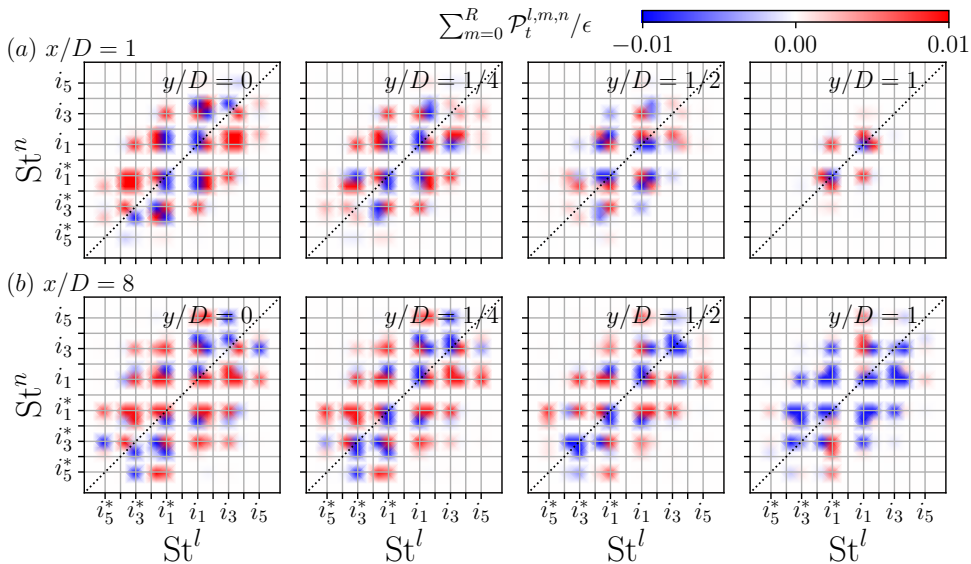 $\sum_{m=0}^{R} \mathcal{P}_t^{l,m,n}/\epsilon$
−0.01 0.00 0.01
(a) x/D = 1
y/D = 0 y/D = 1/4 y/D = 1/2 y/D = 1
St^n
i_5
i_3
i_1
i_1^*
i_3^*
i_5^*
(b) x/D = 8
y/D = 0 y/D = 1/4 y/D = 1/2 y/D = 1
St^n
i_5
i_3
i_1
i_1^*
i_3^*
i_5^*
i_5^* i_3^* i_1^* i_1 i_3 i_5 i_5^* i_3^* i_1^* i_1 i_3 i_5 i_5^* i_3^* i_1^* i_1 i_3 i_5 i_5^* i_3^* i_1^* i_1 i_3 i_5
St^l St^l St^l St^l